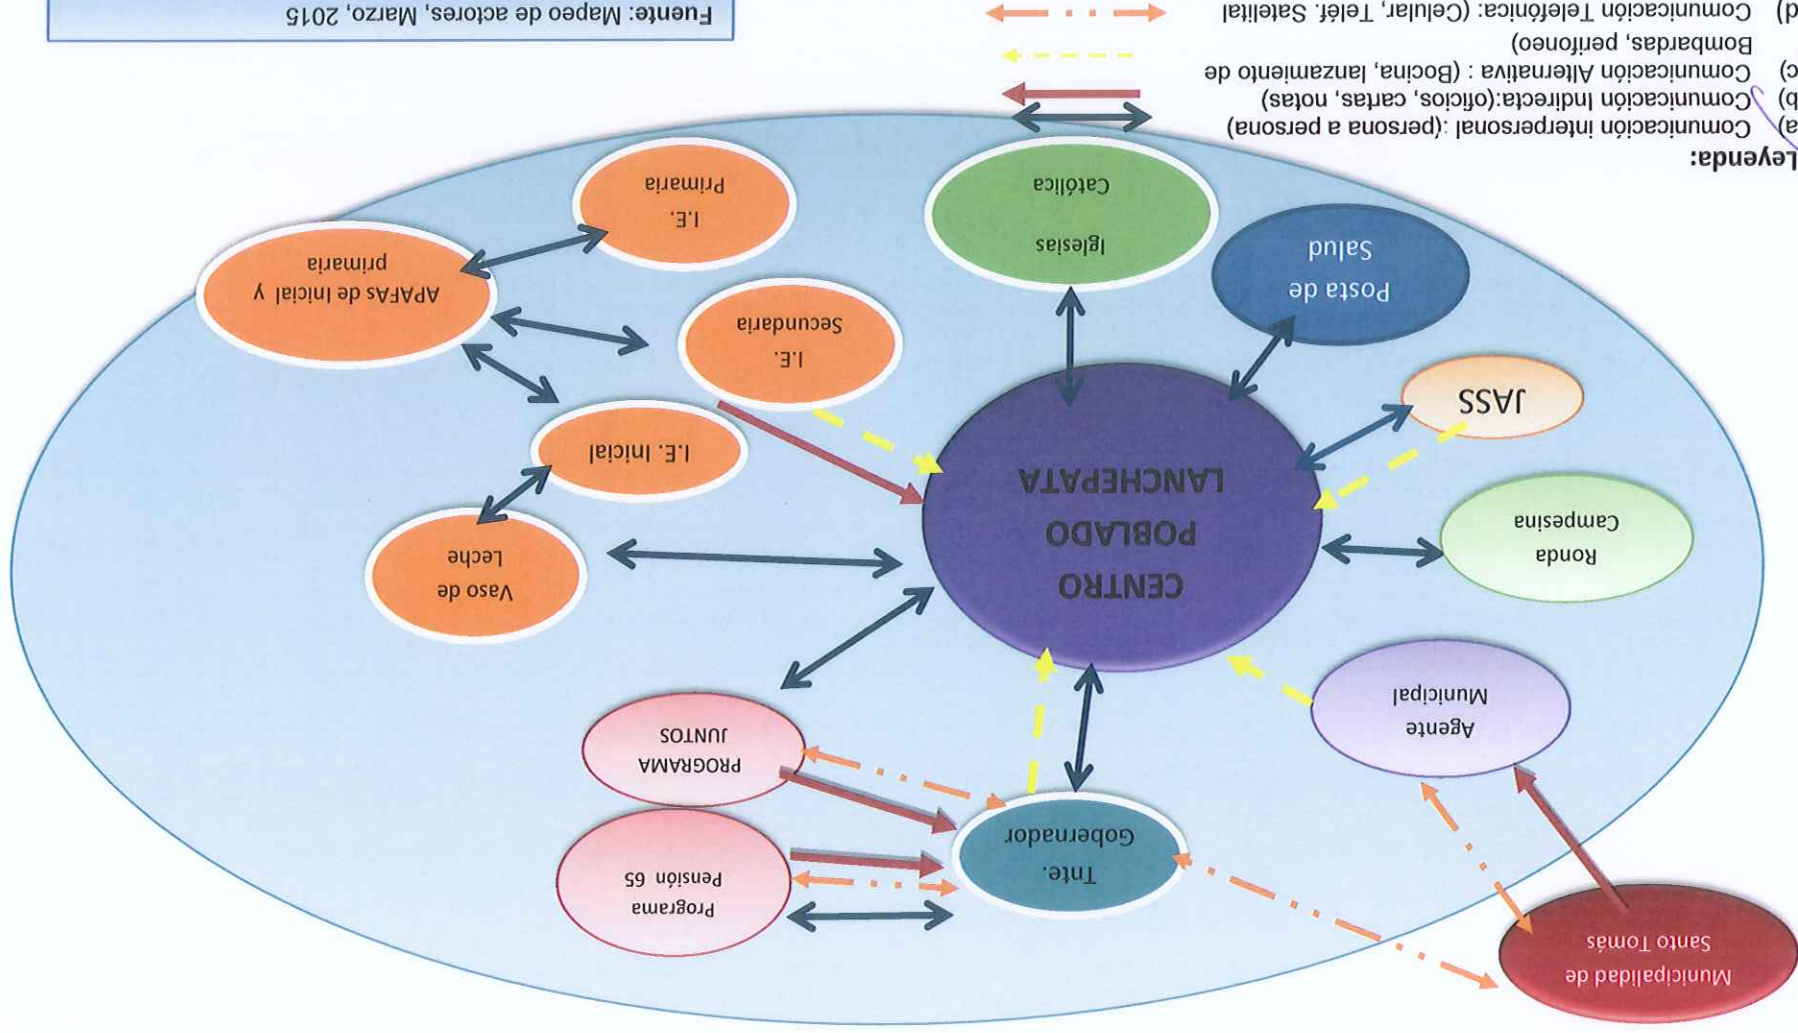 Municipalidad de
Santo Tomás
Programa
Pensión 65
Tnte.
Gobernador
PROGRAMA
JUNTOS
Agente
Municipal
CENTRO
POBLADO
LANCHEPATA
Vaso de
Leche
Ronda
Campesina
I.E. Inicial
JASS
I.E.
Secundaria
Posta de
Salud
APAFAs de Inicial y
primaria
Iglesias
Católica
I.E.
Primaria
Leyenda:
a) Comunicación interpersonal :(persona a persona)
b) Comunicación Indirecta:(oficios, cartas, notas)
c) Comunicación Alternativa : (Bocina, lanzamiento de
Bombardas, perifoneo)
d) Comunicación Telefónica: (Celular, Teléf. Satelital
Fuente: Mapeo de actores, Marzo, 2015